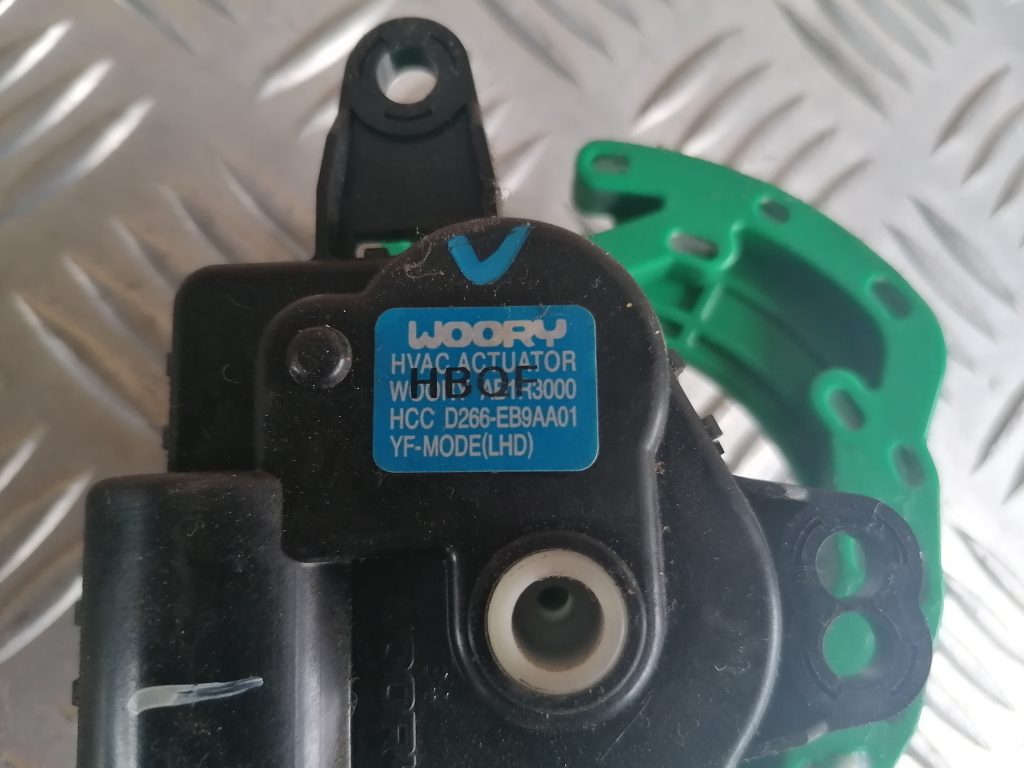 WOORY
HVAC ACTUATOR
HBQF
HCC D266-EB9AA01
YF-MODE(LHD)